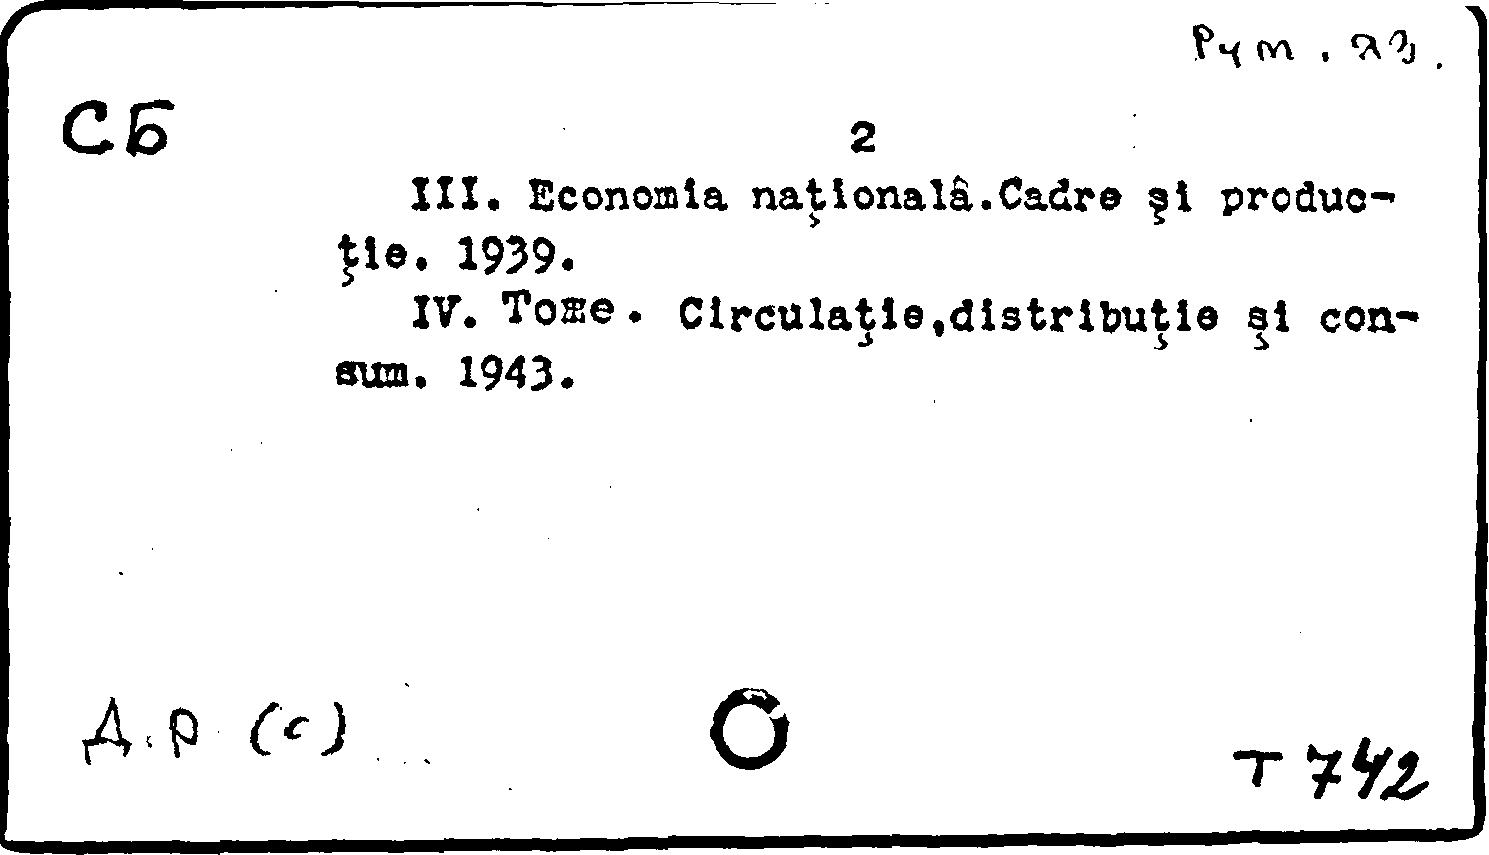 Рум. яз.
СБ
2
III. Economia naţională.Cadre şi produc-
ţie. 1939.
IV. Tome. Circulaţie,distribuţie şi con-
sum. 1943.
Д.Р. (с)
Т 742